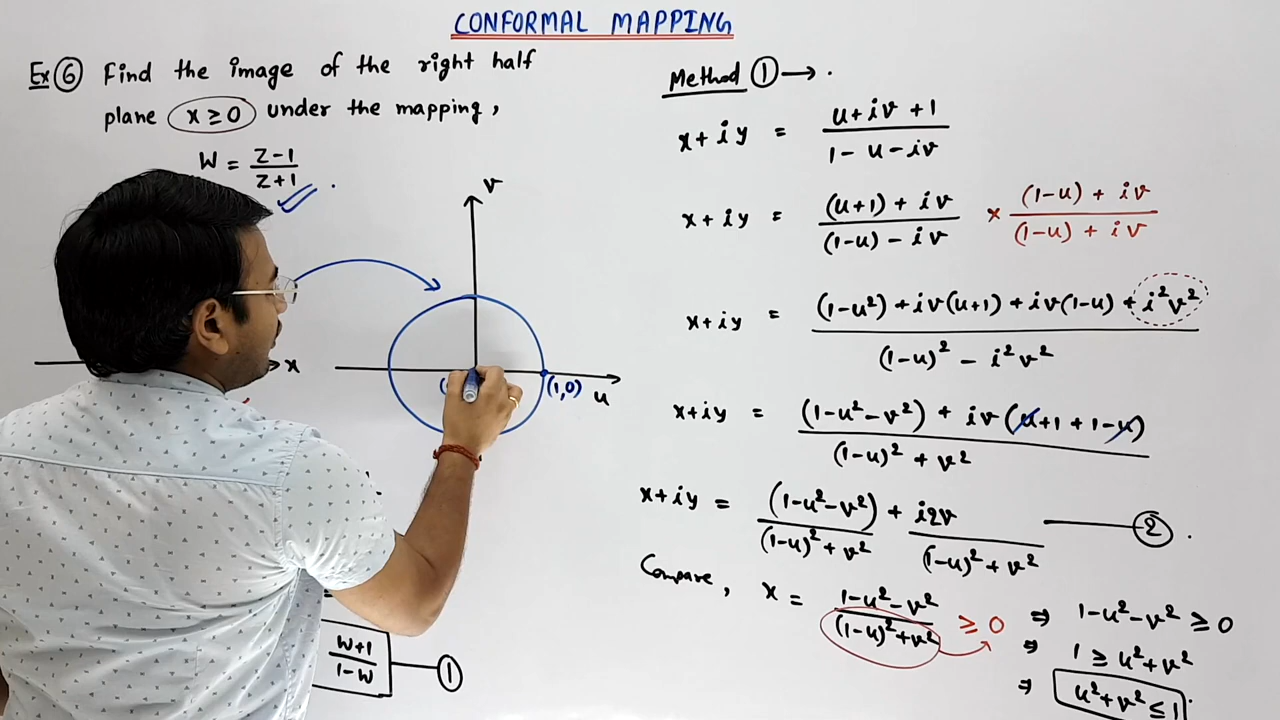 CONFORMAL MAPPING
Ex ⑥ Find the image of the right half
plane x ≥ 0 under the mapping,
W = (Z-1)/(Z+1)
v
x
(1,0)
u
(W+1)/(1-W) ①
Method ① → .
x+iy = (u+iv+1)/(1-u-iv)
x+iy = ((u+1)+iv)/((1-u)-iv) × ((1-u)+iv)/((1-u)+iv)
x+iy = ((1-u²)+iv(u+1)+iv(1-u)+i²v²)/((1-u)²-i²v²)
x+iy = ((1-u²-v²)+iv(u+1+1-u))/((1-u)²+v²)
x+iy = (1-u²-v²)/((1-u)²+v²) + i2v/((1-u)²+v²) ②
Compare, x = (1-u²-v²)/((1-u)²+v²) ≥ 0 ⇒ 1-u²-v² ≥ 0
⇒ 1 ≥ u²+v²
⇒ u²+v² ≤ 1